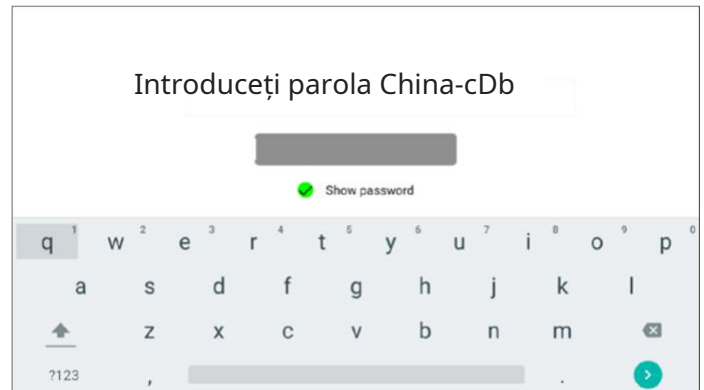 Introduceți parola China-cDb
Show password
q 1 w 2 e 3 r 4 t 5 y 6 u 7 i 8 o 9 p 0
a s d f g h j k l
z x c v b n m
?123 , .